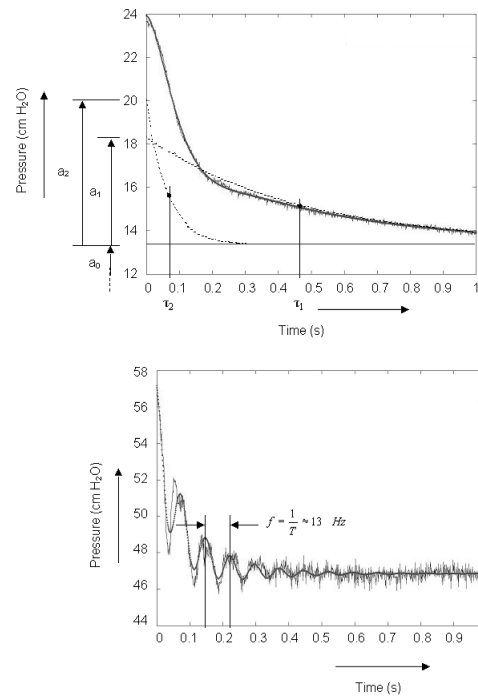 Pressure (cm H₂O)
24
22
20
18
16
14
12
a₂
a₁
a₀
0 0.1 0.2 0.3 0.4 0.5 0.6 0.7 0.8 0.9 1
τ₂ τ₁
Time (s)
Pressure (cm H₂O)
58
56
54
52
50
48
46
44
f = 1/T ≈ 13 Hz
0 0.1 0.2 0.3 0.4 0.5 0.6 0.7 0.8 0.9
Time (s)